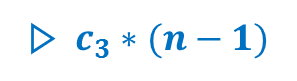 ▷ c₃ * (n − 1)